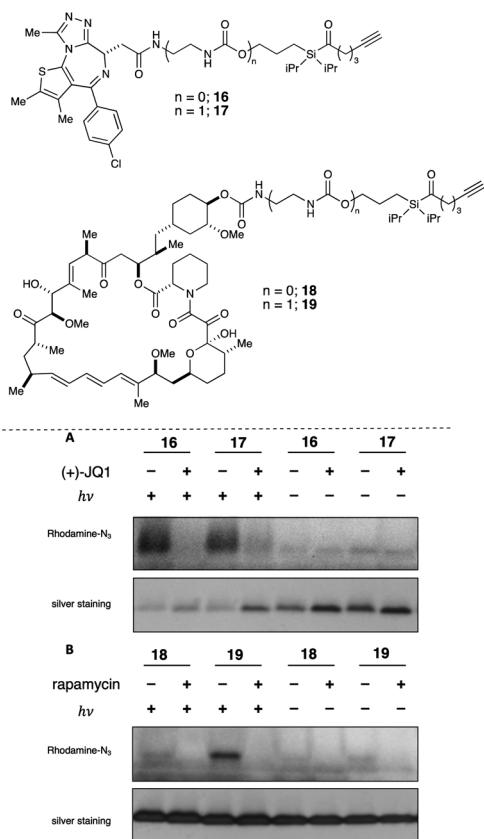 N N
Me N
O O O
S N N H N H O n Si 3
iPr iPr
Me Me
n = 0; 16
n = 1; 17
Cl
O O O
O N H N H O n Si 3
OMe iPr iPr
Me Me
O
HO Me O N
n = 0; 18
n = 1; 19
O OMe O
O O
OH
Me OMe O Me
Me Me
A
16 17 16 17
(+)-JQ1 − + − + − + − +
hν + + + + − − − −
Rhodamine-N3
silver staining
B
18 19 18 19
rapamycin − + − + − + − +
hν + + + + − − − −
Rhodamine-N3
silver staining